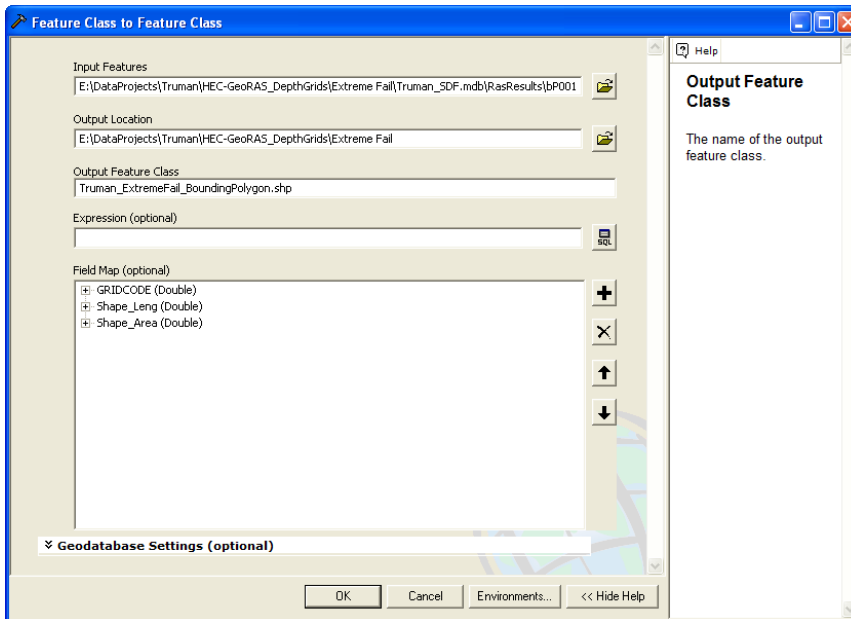 Feature Class to Feature Class
Input Features
E:\DataProjects\Truman\HEC-GeoRAS_DepthGrids\Extreme Fail\Truman_SDF.mdb\RasResults\bP001
Output Location
E:\DataProjects\Truman\HEC-GeoRAS_DepthGrids\Extreme Fail
Output Feature Class
Truman_ExtremeFail_BoundingPolygon.shp
Expression (optional)
SQL
Field Map (optional)
GRIDCODE (Double)
Shape_Leng (Double)
Shape_Area (Double)
Geodatabase Settings (optional)
OK
Cancel
Environments...
<< Hide Help
Help
Output Feature
Class
The name of the output
feature class.